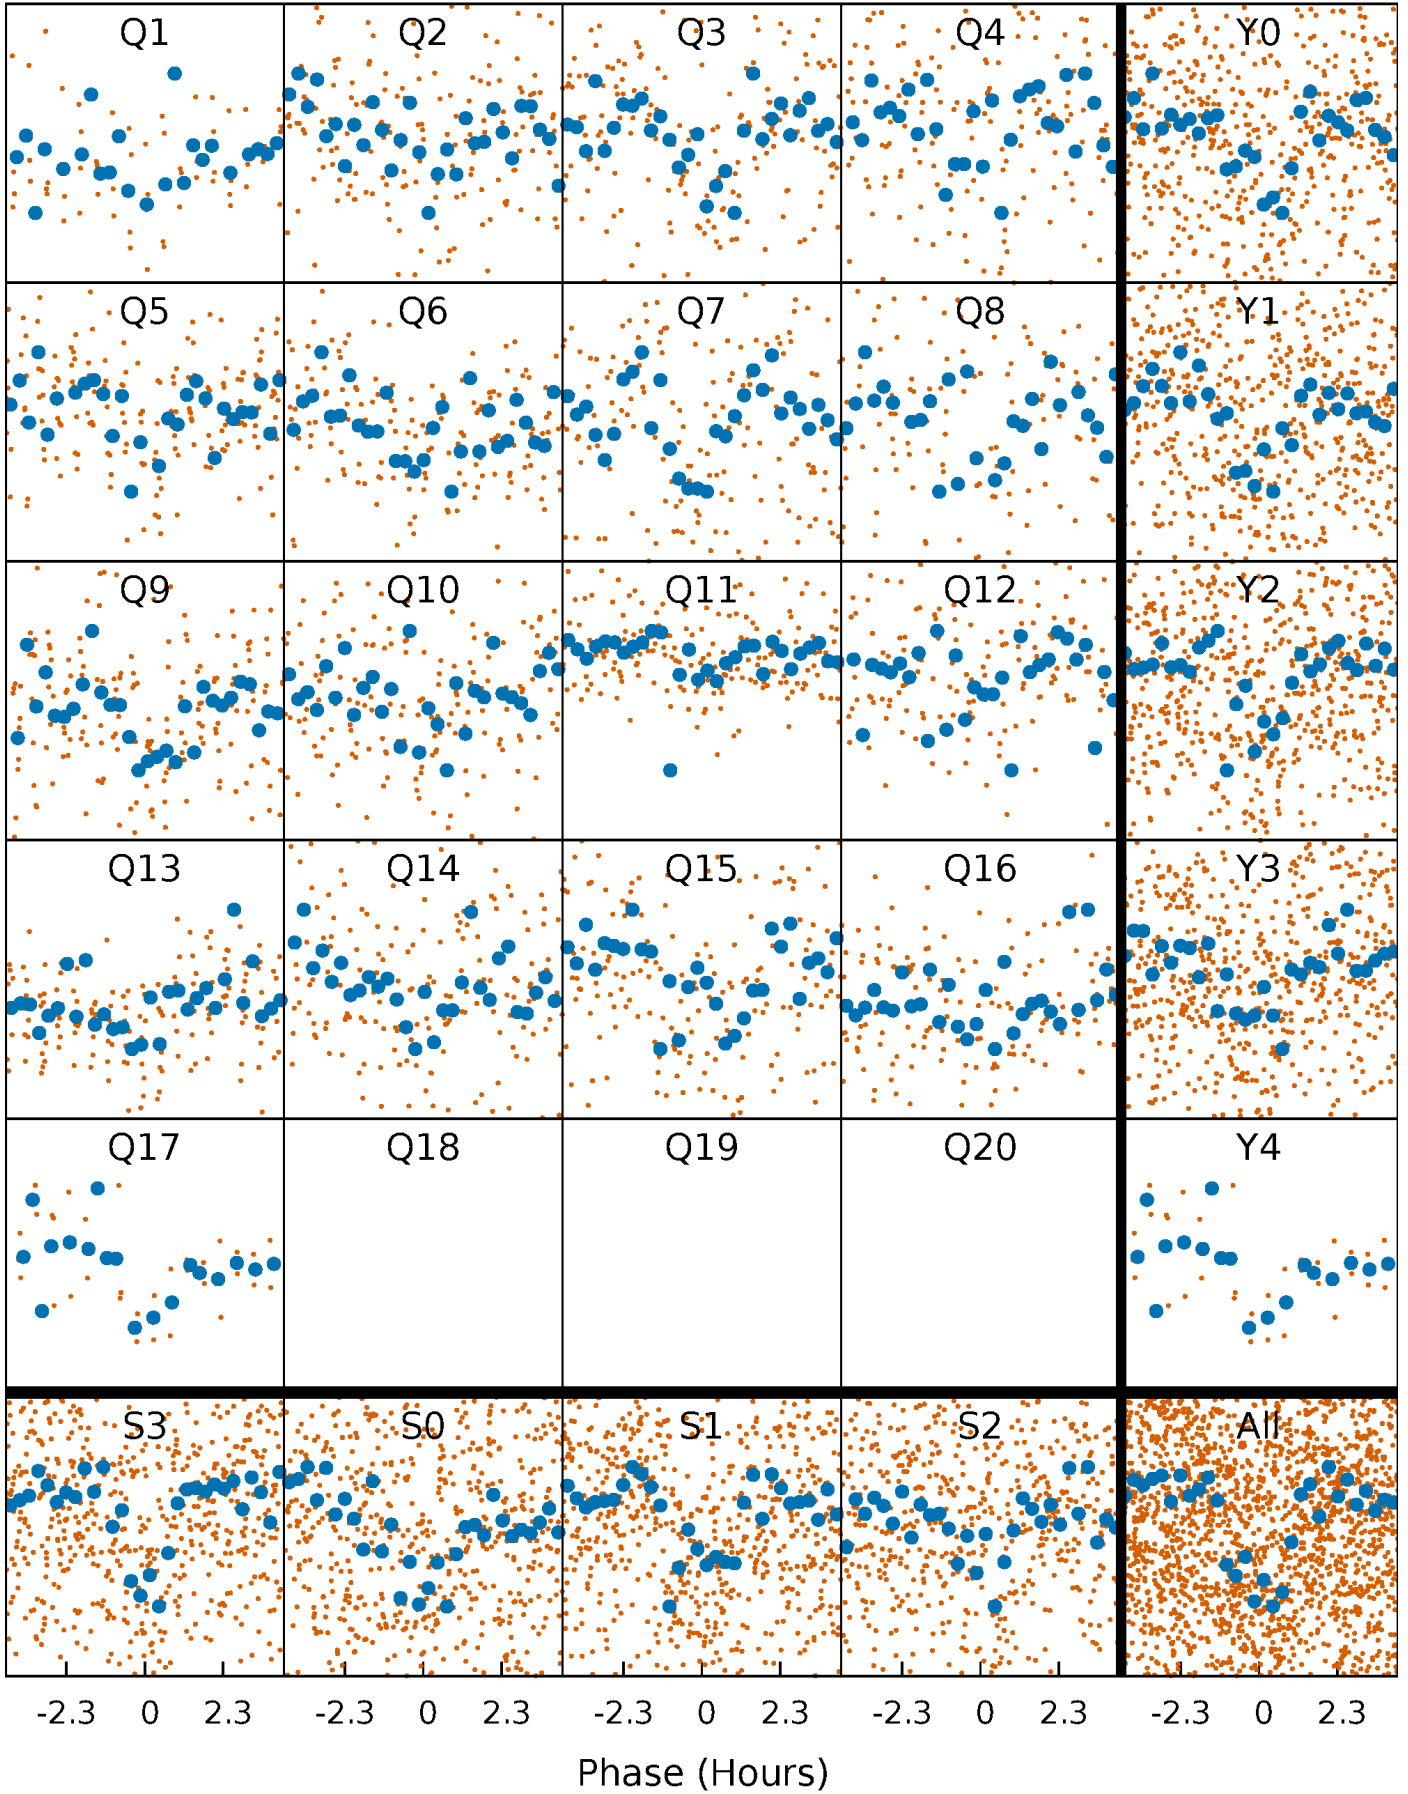 Q1 Q2 Q3 Q4 Y0
Q5 Q6 Q7 Q8 Y1
Q9 Q10 Q11 Q12 Y2
Q13 Q14 Q15 Q16 Y3
Q17 Q18 Q19 Q20 Y4
S3 S0 S1 S2 All
-2.3 0 2.3 -2.3 0 2.3 -2.3 0 2.3 -2.3 0 2.3 -2.3 0 2.3
Phase (Hours)